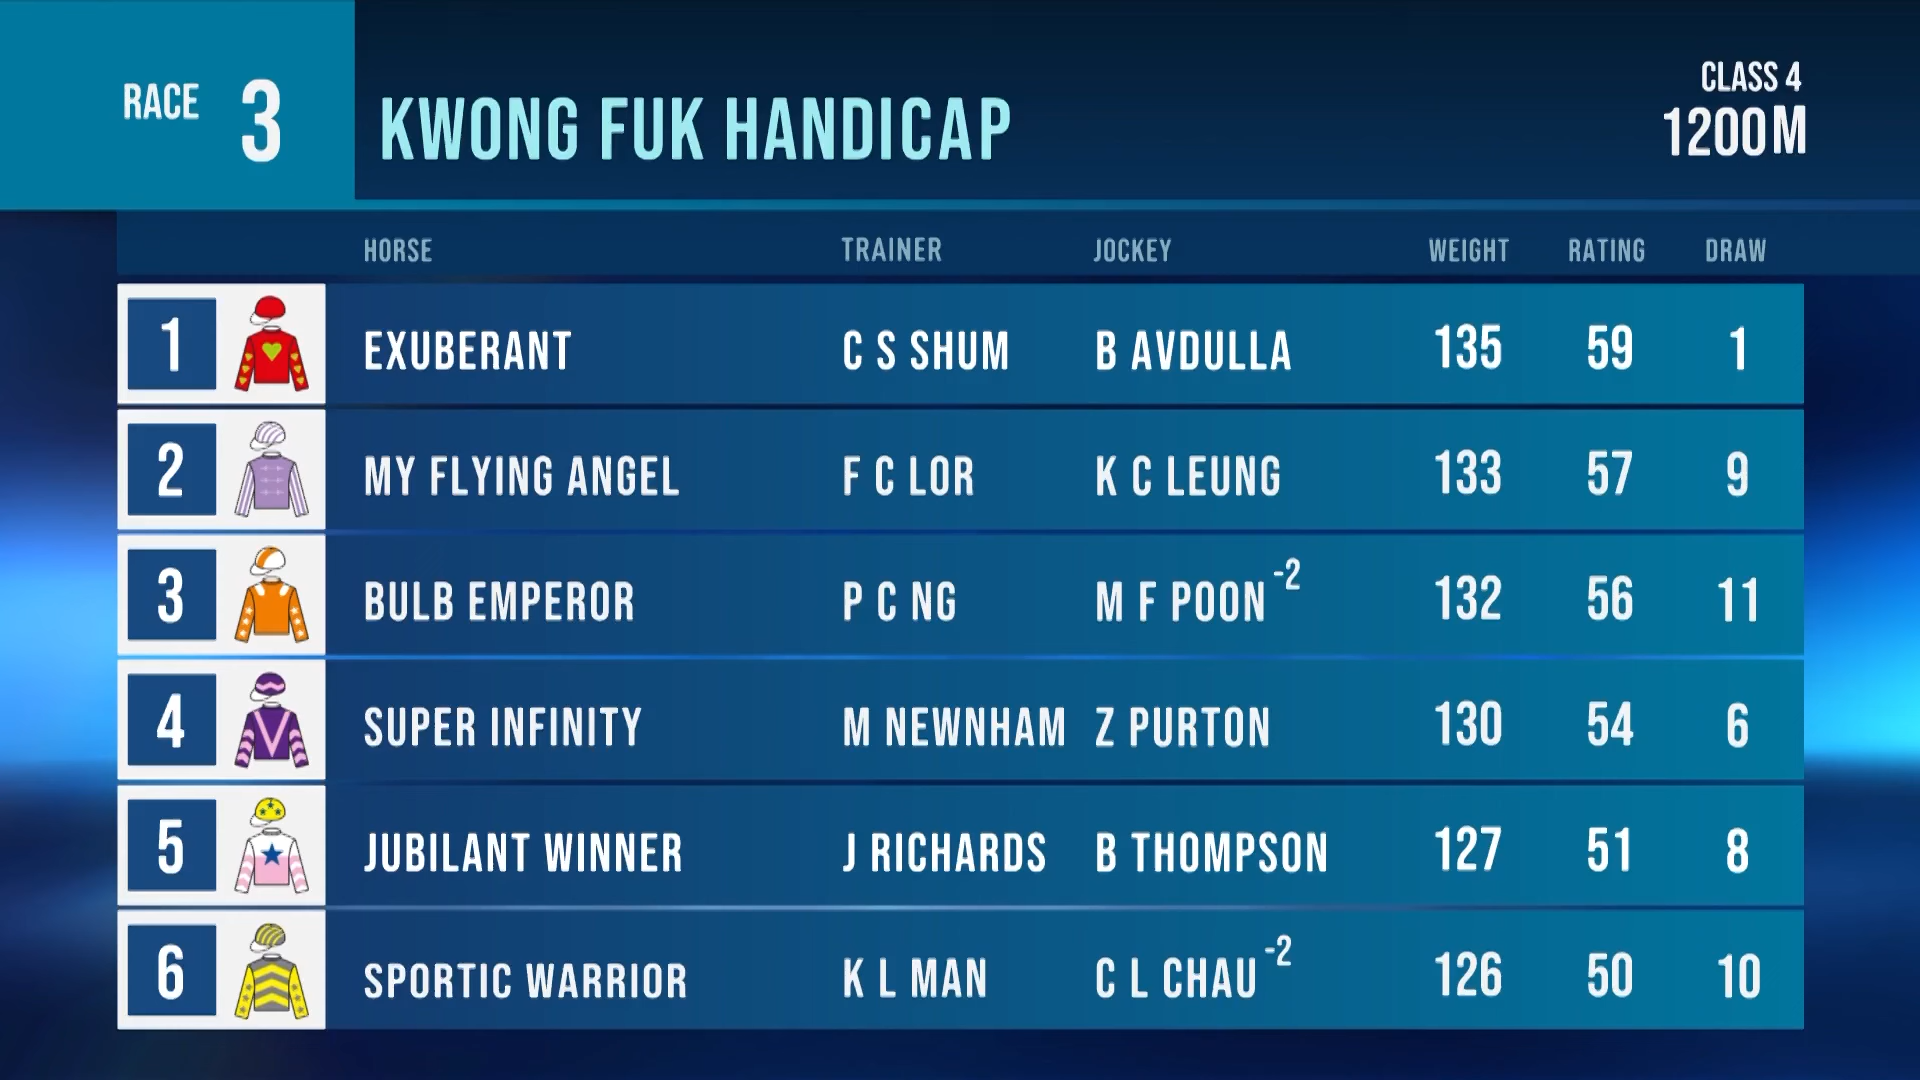 RACE 3
KWONG FUK HANDICAP
CLASS 4
1200M
HORSE TRAINER JOCKEY WEIGHT RATING DRAW
1 EXUBERANT C S SHUM B AVDULLA 135 59 1
2 MY FLYING ANGEL F C LOR K C LEUNG 133 57 9
3 BULB EMPEROR P C NG M F POON -2 132 56 11
4 SUPER INFINITY M NEWNHAM Z PURTON 130 54 6
5 JUBILANT WINNER J RICHARDS B THOMPSON 127 51 8
6 SPORTIC WARRIOR K L MAN C L CHAU -2 126 50 10